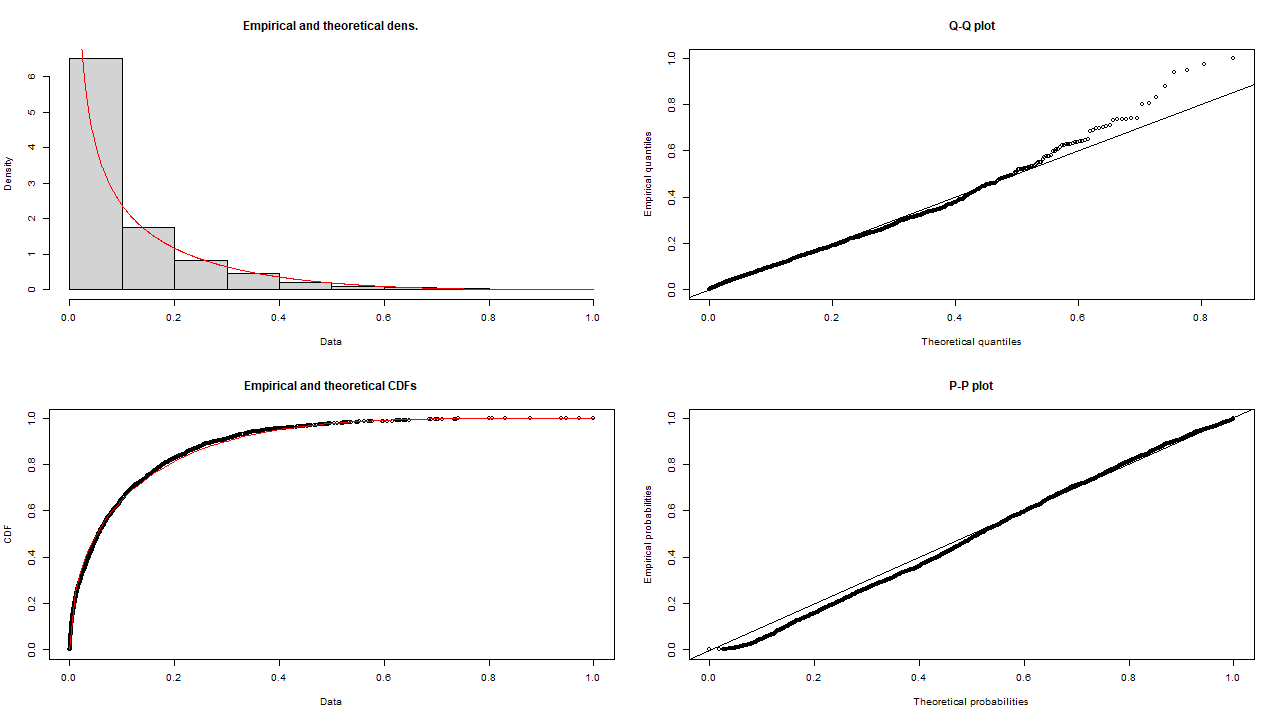 Empirical and theoretical dens.
Density
0 1 2 3 4 5 6
0.0 0.2 0.4 0.6 0.8 1.0
Data
Q-Q plot
Empirical quantiles
0.0 0.2 0.4 0.6 0.8 1.0
0.0 0.2 0.4 0.6 0.8
Theoretical quantiles
Empirical and theoretical CDFs
CDF
0.0 0.2 0.4 0.6 0.8 1.0
0.0 0.2 0.4 0.6 0.8 1.0
Data
P-P plot
Empirical probabilities
0.0 0.2 0.4 0.6 0.8 1.0
0.0 0.2 0.4 0.6 0.8 1.0
Theoretical probabilities